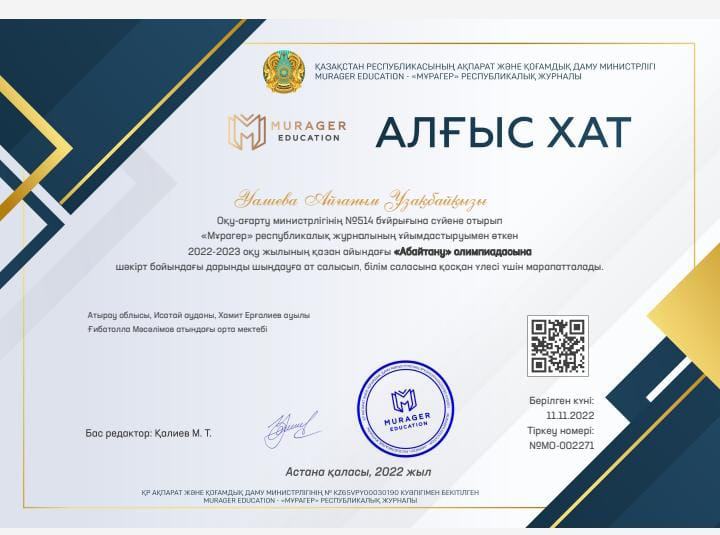 ҚАЗАҚСТАН РЕСПУБЛИКАСЫНЫҢ АҚПАРАТ ЖӘНЕ ҚОҒАМДЫҚ ДАМУ МИНИСТРЛІГІ
MURAGER EDUCATION - «МҰРАГЕР» РЕСПУБЛИКАЛЫҚ ЖУРНАЛЫ
MURAGER
EDUCATION
АЛҒЫС ХАТ
Уалиева Айғаным Узақбайқызы
Оқу-ағарту министрлігінің №514 бұйрығына сүйене отырып
«Мұрагер» республикалық журналының ұйымдастыруымен өткен
2022-2023 оқу жылының қазан айындағы «Абайтану» олимпиадасына
шәкірт бойындағы дарынды шыңдауға ат салысып, білім саласына қосқан үлесі үшін марапатталады.
Атырау облысы, Исатай ауданы, Хамит Ерғалиев ауылы
Ғибатолла Мәсәлімов атындағы орта мектебі
Берілген күні:
11.11.2022
Тіркеу номері:
№МО-002271
Бас редактор: Қалиев М. Т.
MURAGER
EDUCATION
Астана қаласы, 2022 жыл
ҚР АҚПАРАТ ЖӘНЕ ҚОҒАМДЫҚ ДАМУ МИНИСТРЛІГІНІҢ № KZ65VPY00030190 КУӘЛІГІМЕН БЕКІТІЛГЕН
MURAGER EDUCATION - «МҰРАГЕР» РЕСПУБЛИКАЛЫҚ ЖУРНАЛЫ